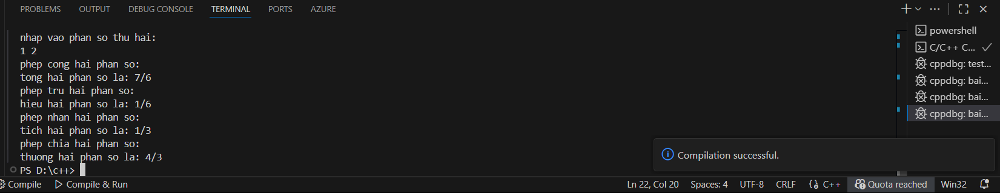 PROBLEMS OUTPUT DEBUG CONSOLE TERMINAL PORTS AZURE
nhap vao phan so thu hai:
1 2
phep cong hai phan so:
tong hai phan so la: 7/6
phep tru hai phan so:
hieu hai phan so la: 1/6
phep nhan hai phan so:
tich hai phan so la: 1/3
phep chia hai phan so:
thuong hai phan so la: 4/3
PS D:\c++>
powershell
C/C++ C...
cppdbg: test...
cppdbg: bai...
cppdbg: bai...
cppdbg: bai...
Compilation successful.
Compile Compile & Run Ln 22, Col 20 Spaces: 4 UTF-8 CRLF C++ Quota reached Win32